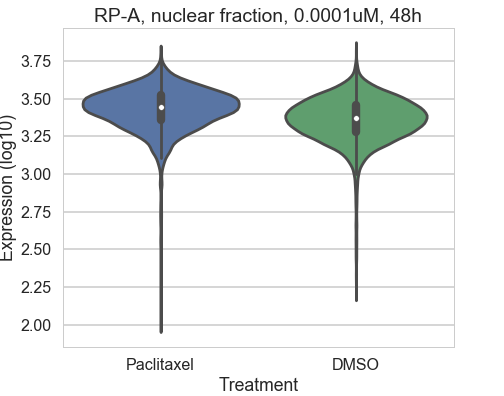 RP-A, nuclear fraction, 0.0001uM, 48h
Expression (log10)
3.75
3.50
3.25
3.00
2.75
2.50
2.25
2.00
Paclitaxel
DMSO
Treatment